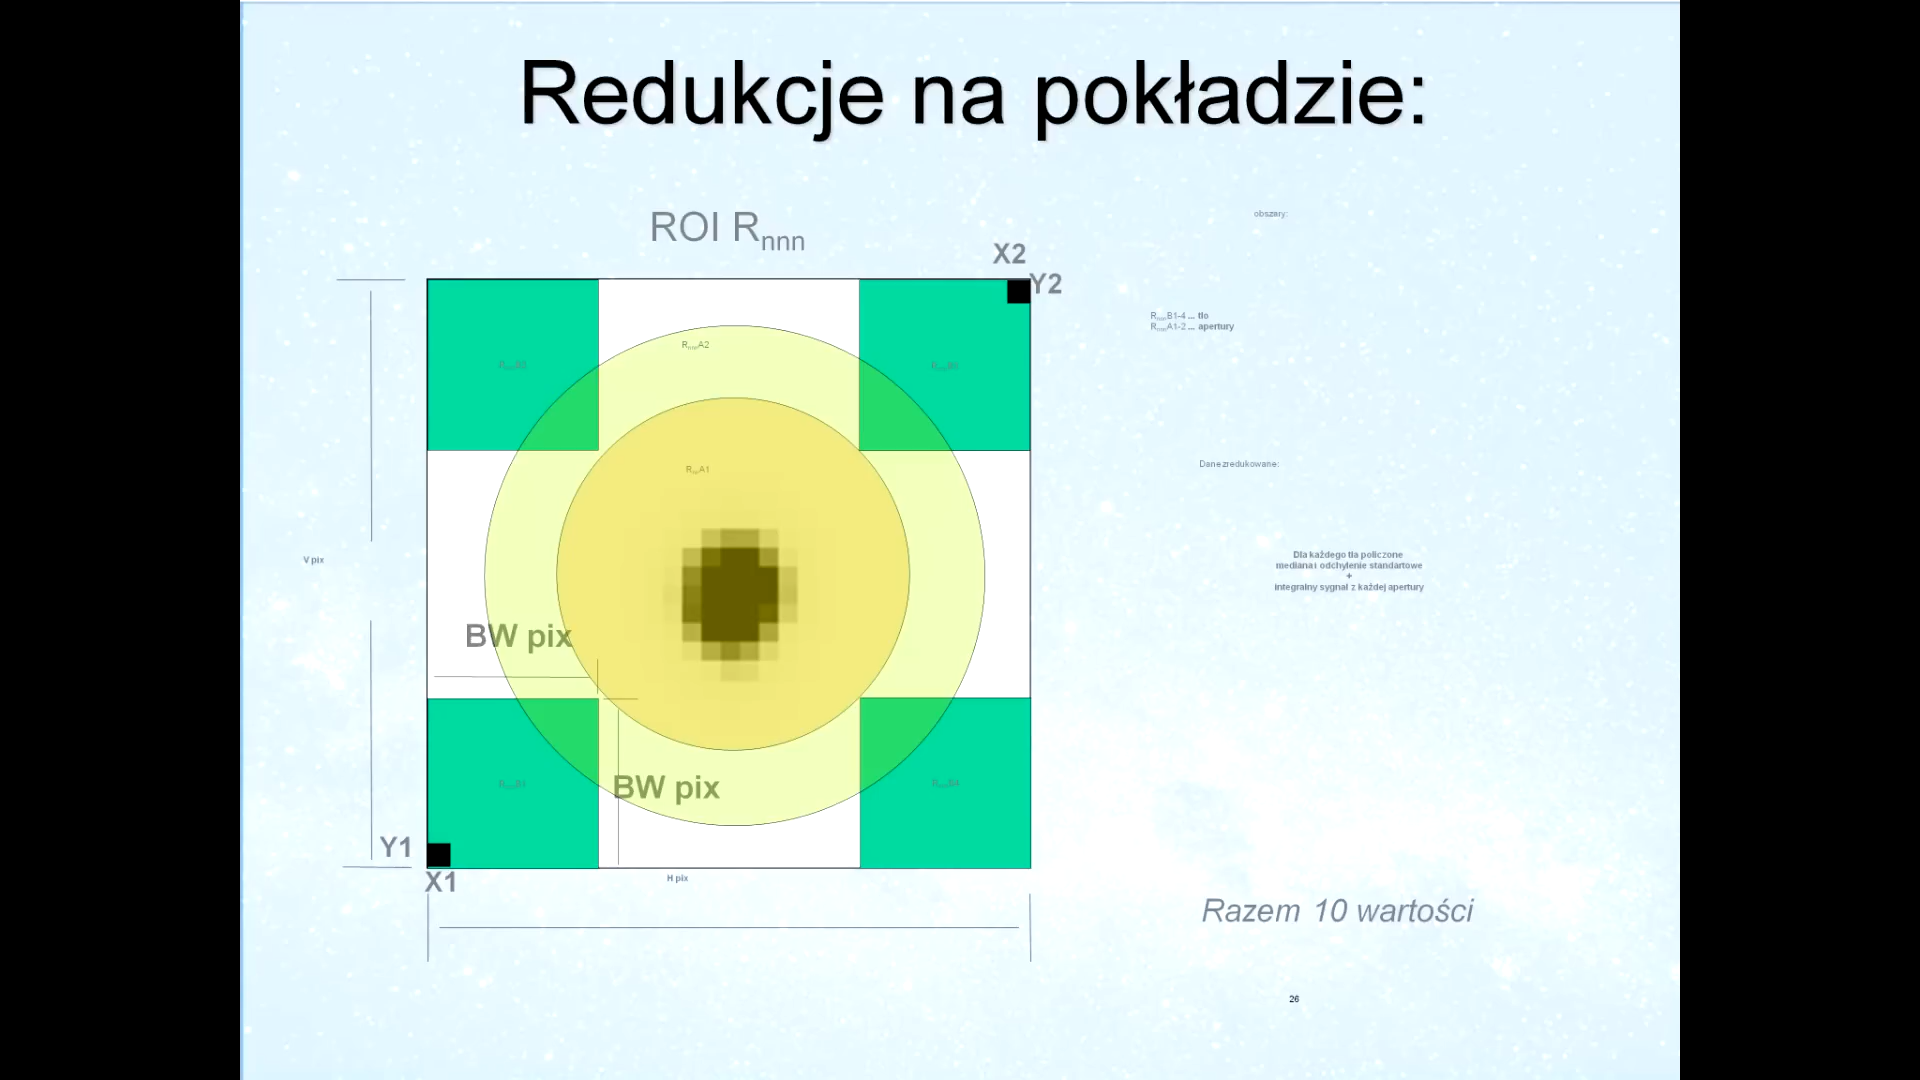 Redukcje na pokładzie:
ROI Rnnn
obszary:
X2
Y2
RnnnB1-4 ... tło
RnnnA1-2 ... apertury
RnnnA2
Dane zredukowane:
RnnA1
V pix
Dla każdego tła policzone
mediana i odchylenie standartowe
+
integralny sygnał z każdej apertury
BW pix
BW pix
Y1
X1
H pix
Razem 10 wartości
26